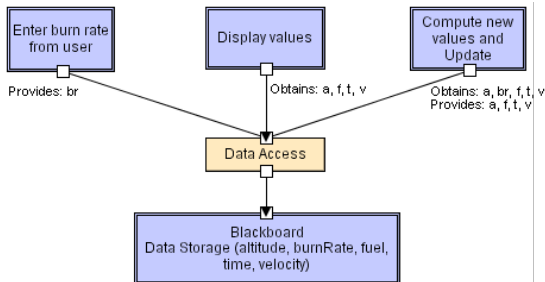 Enter burn rate
from user
Display values
Compute new
values and
Update
Provides: br
Obtains: a, f, t, v
Obtains: a, br, f, t, v
Provides: a, f, t, v
Data Access
Blackboard
Data Storage (altitude, burnRate, fuel,
time, velocity)